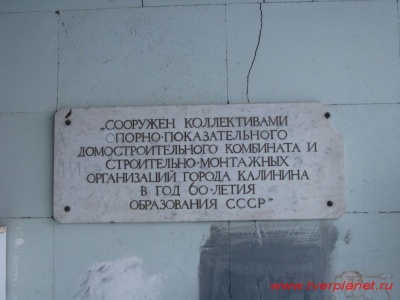 „СООРУЖЕН КОЛЛЕКТИВАМИ
ОПОРНО-ПОКАЗАТЕЛЬНОГО
ДОМОСТРОИТЕЛЬНОГО КОМБИНАТА И
СТРОИТЕЛЬНО-МОНТАЖНЫХ
ОРГАНИЗАЦИЙ ГОРОДА КАЛИНИНА
В ГОД 60-ЛЕТИЯ
ОБРАЗОВАНИЯ СССР"
www.tverplanet.ru